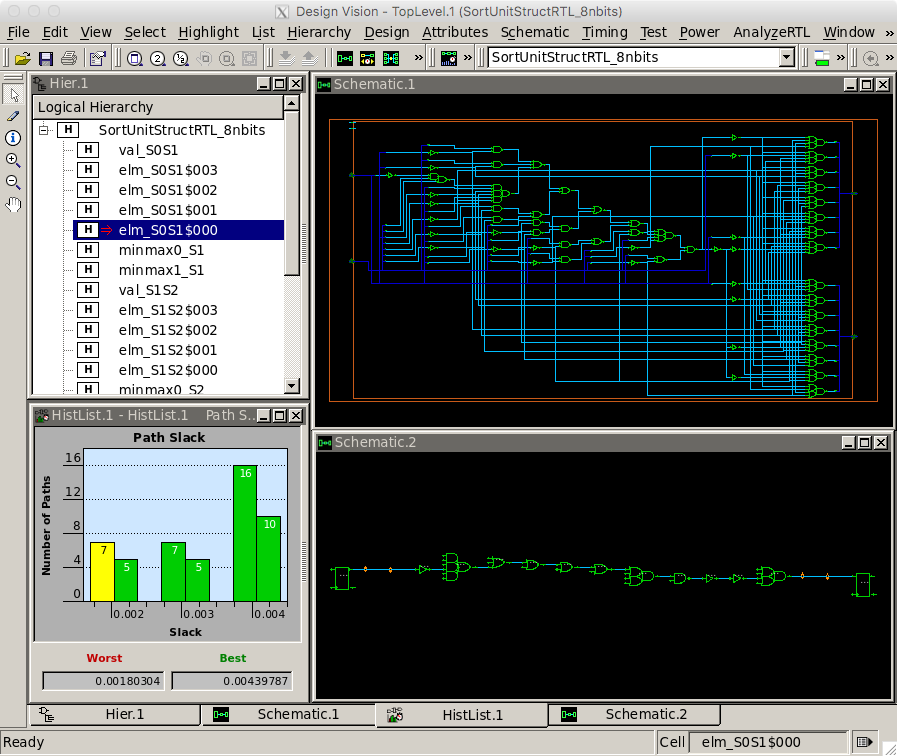 Design Vision - TopLevel.1 (SortUnitStructRTL_8nbits)
File Edit View Select Highlight List Hierarchy Design Attributes Schematic Timing Test Power AnalyzeRTL Window »
SortUnitStructRTL_8nbits
Hier.1
Logical Hierarchy
H SortUnitStructRTL_8nbits
H val_S0S1
H elm_S0S1$003
H elm_S0S1$002
H elm_S0S1$001
H elm_S0S1$000
H minmax0_S1
H minmax1_S1
H val_S1S2
H elm_S1S2$003
H elm_S1S2$002
H elm_S1S2$001
H elm_S1S2$000
H minmax0_S2
Schematic.1
HistList.1 - HistList.1 Path S...
Path Slack
Number of Paths
16
12
8
4
0
7
5
7
5
16
10
0.002
0.003
0.004
Slack
Worst
Best
0.00180304
0.00439787
Schematic.2
Hier.1
Schematic.1
HistList.1
Schematic.2
Ready
Cell elm_S0S1$000